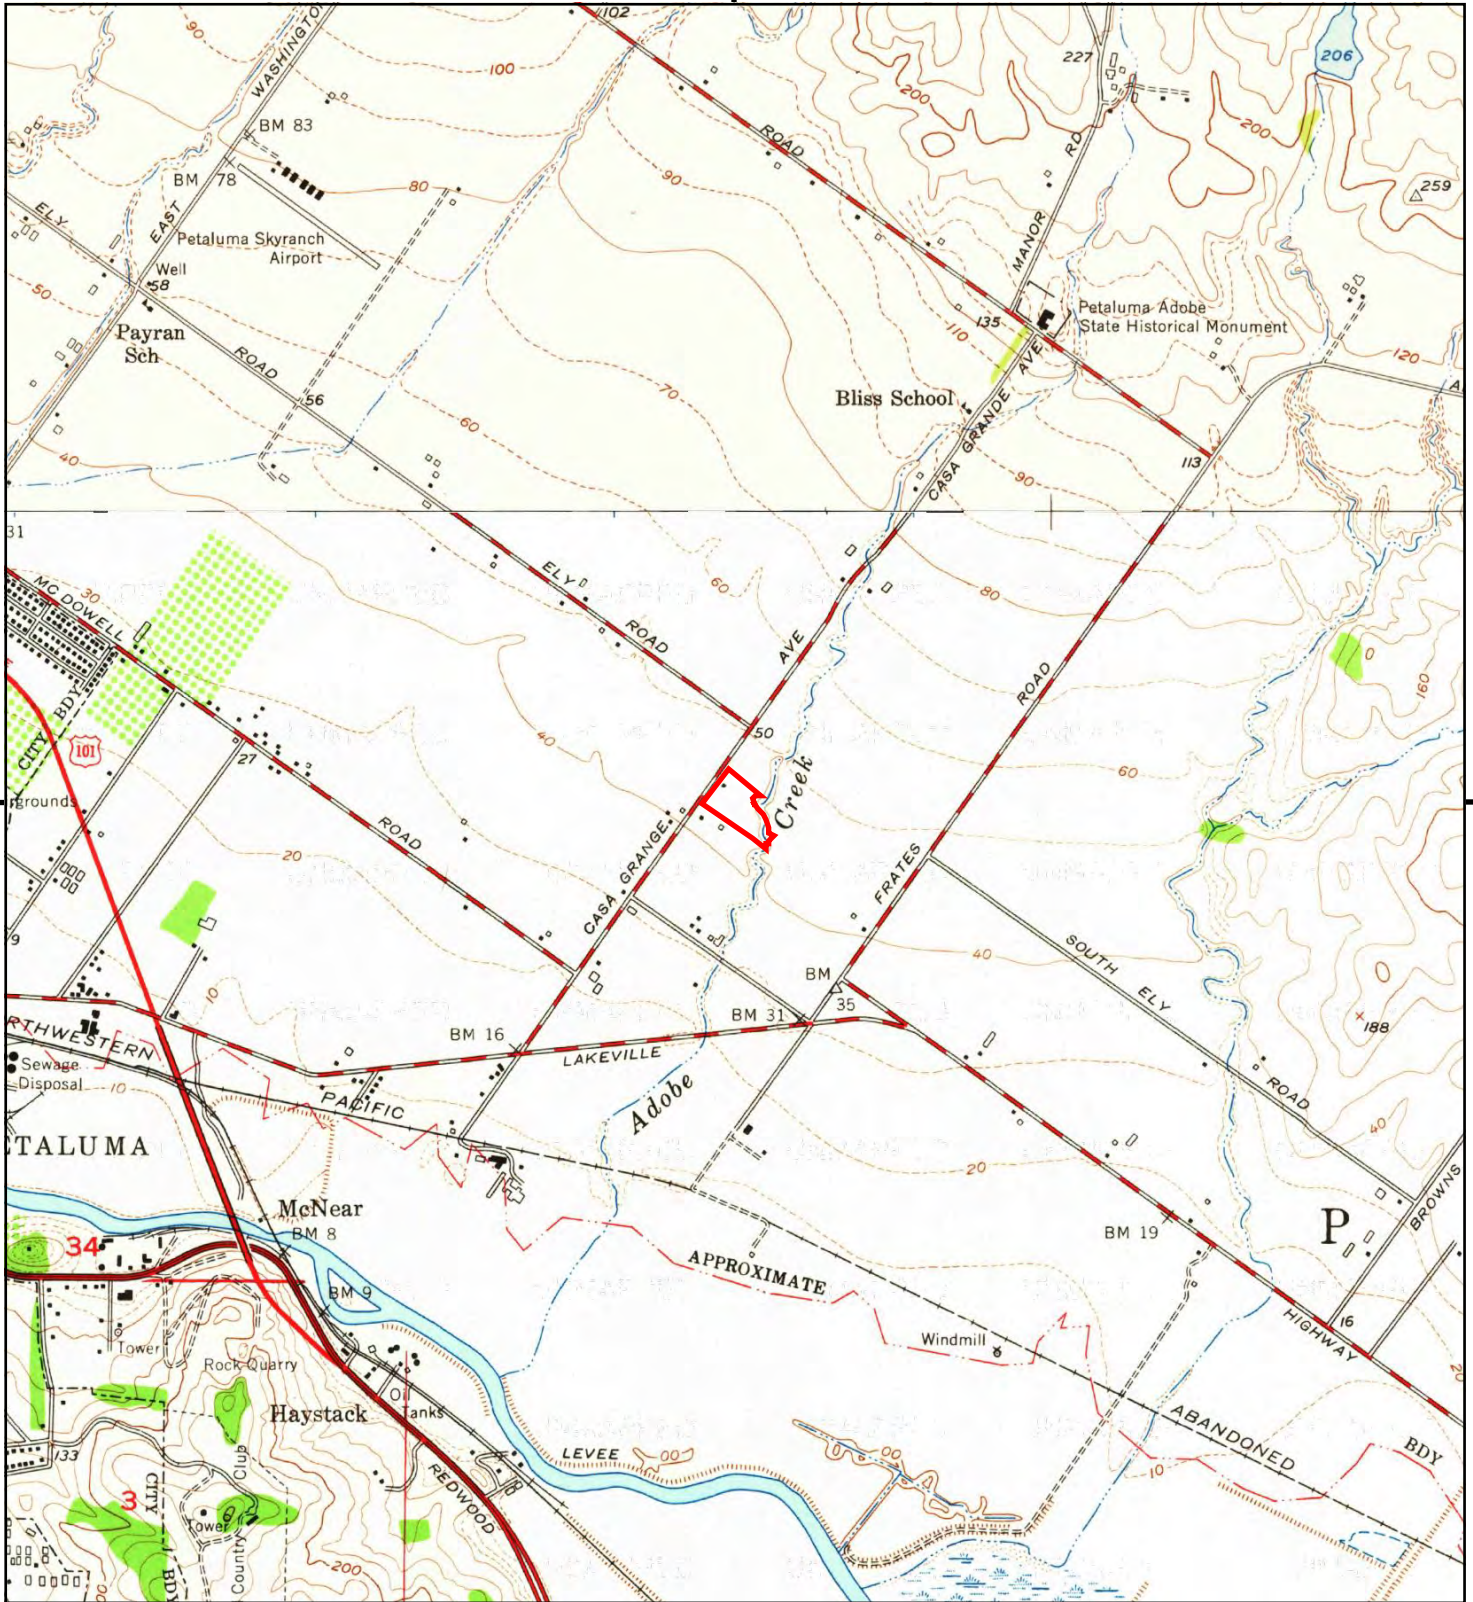 102
90
WASHINGTO
100
227
206
200
BM 83
ROAD
200
RD
BM 78
80
90
259
ELY
EAST
Petaluma Skyranch
Airport
MANOR
Well
58
50
Petaluma Adobe
State Historical Monument
135
110
Payran
Sch
ROAD
AVE
120
A
70
Bliss School
56
60
CASA GRANDE
40
113
90
31
ELY
MC DOWELL
30
60
80
ROAD
AVE
ROAD
160
CITY BDY
50
101
40
27
Creek
60
grounds
ROAD
CASA GRANGE
20
FRATES
9
SOUTH
40
ELY
BM
35
10
BM 31
188
RTHWESTERN
BM 16
LAKEVILLE
Sewage
Disposal
10
PACIFIC
Adobe
ROAD
40
ETALUMA
20
McNear
BM 8
BM 19
P
BROWNS
34
APPROXIMATE
BM 9
16
Windmill
HIGHWAY
Tower
Rock Quarry
20
Oil
Tanks
Haystack
ABANDONED
BDY
133
LEVEE
10
REDWOOD
3
CITY
Country Club
Tower
200
BDY
00